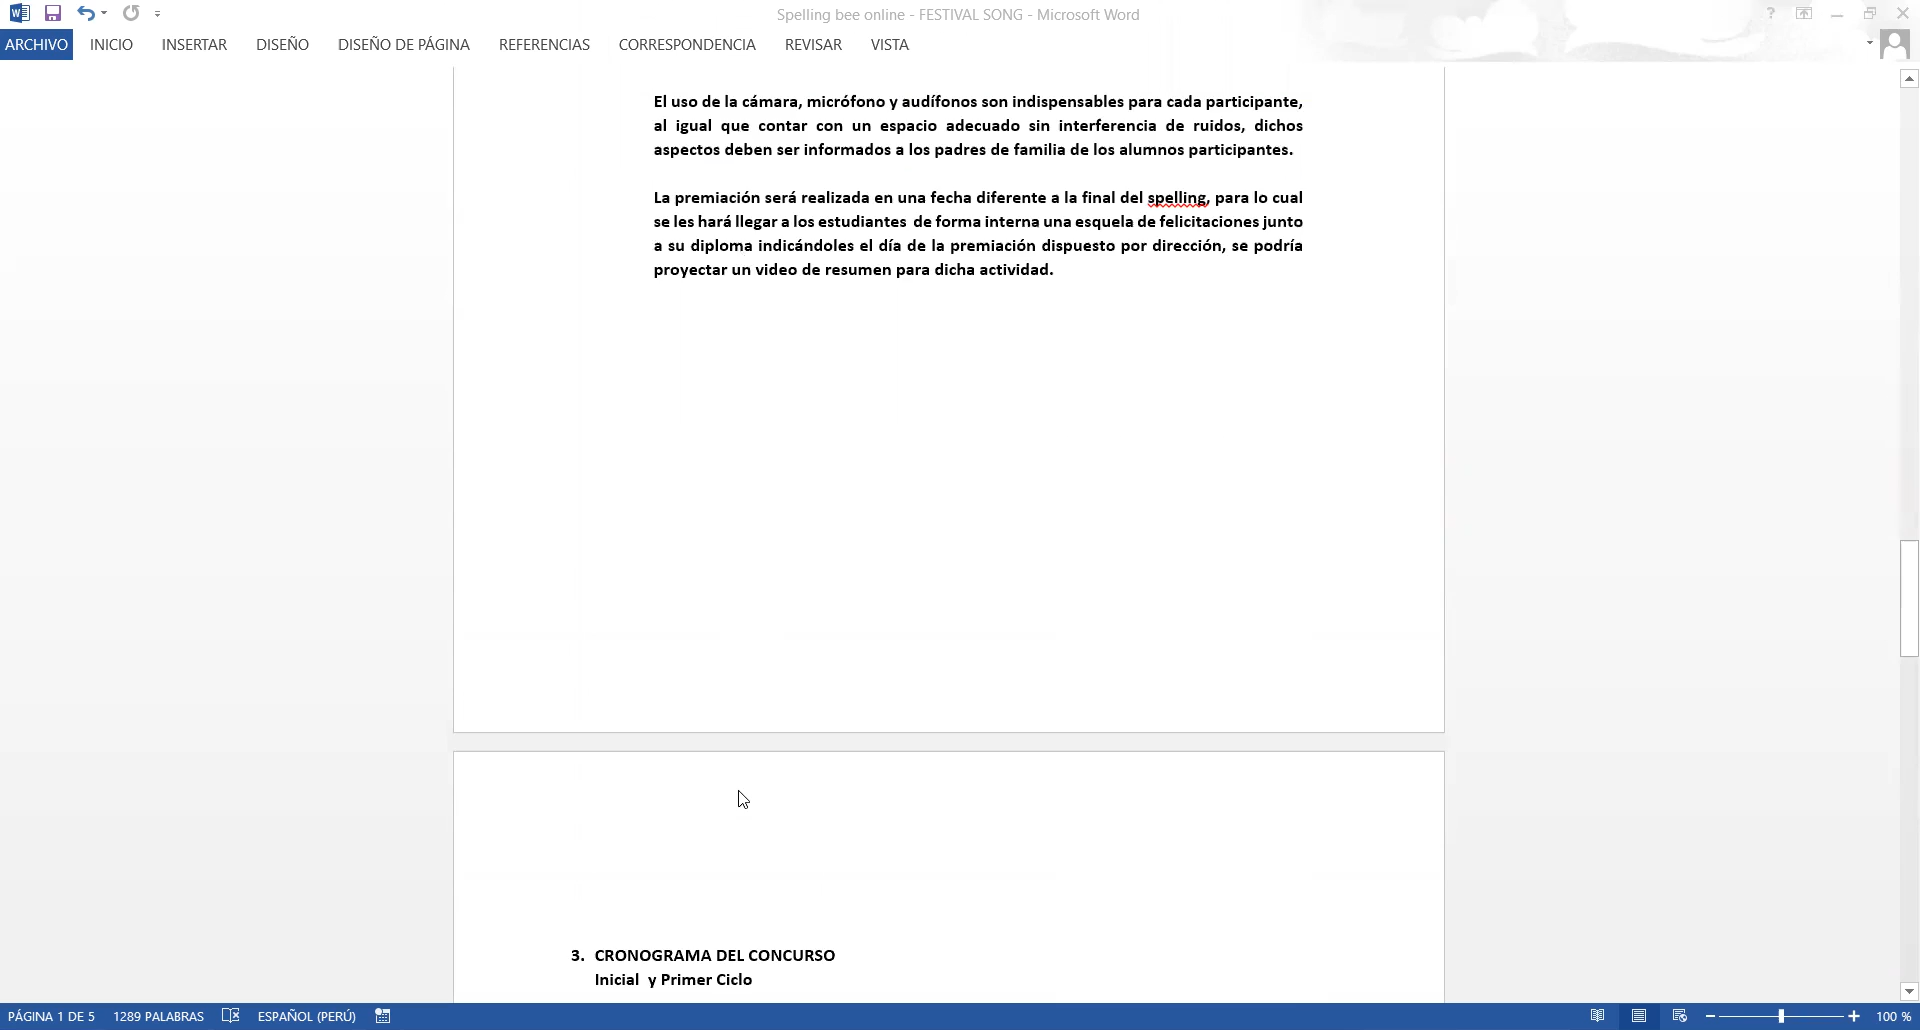 Spelling bee online - FESTIVAL SONG - Microsoft Word
ARCHIVO INICIO INSERTAR DISEÑO DISEÑO DE PÁGINA REFERENCIAS CORRESPONDENCIA REVISAR VISTA
El uso de la cámara, micrófono y audífonos son indispensables para cada participante,
al igual que contar con un espacio adecuado sin interferencia de ruidos, dichos
aspectos deben ser informados a los padres de familia de los alumnos participantes.
La premiación será realizada en una fecha diferente a la final del spelling, para lo cual
se les hará llegar a los estudiantes de forma interna una esquela de felicitaciones junto
a su diploma indicándoles el día de la premiación dispuesto por dirección, se podría
proyectar un video de resumen para dicha actividad.
3. CRONOGRAMA DEL CONCURSO
Inicial y Primer Ciclo
PÁGINA 1 DE 5 1289 PALABRAS ESPAÑOL (PERÚ) 100 %